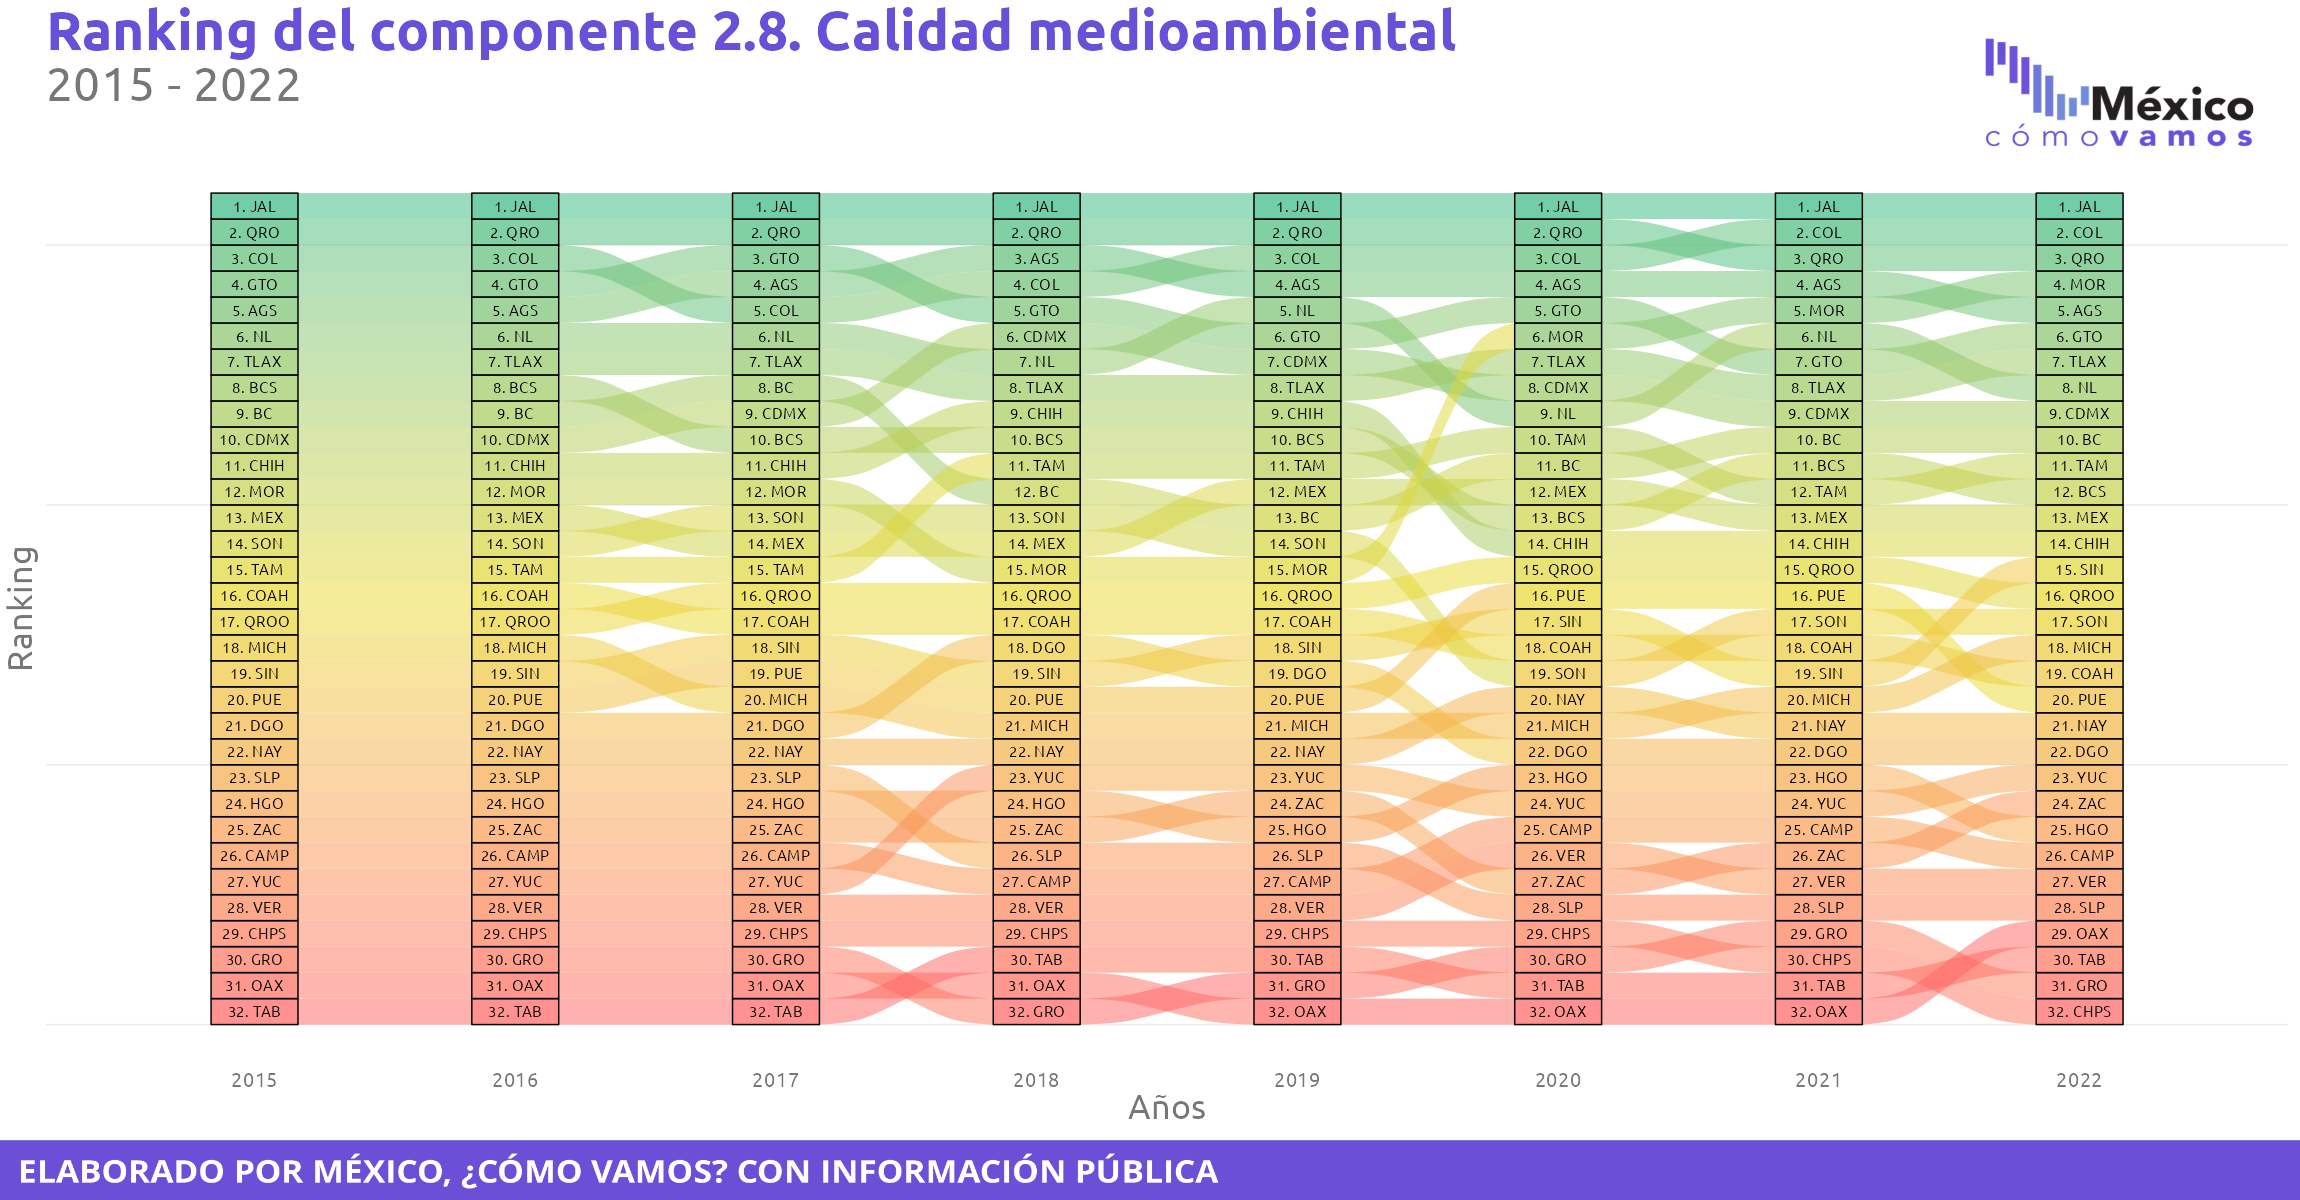 Ranking del componente 2.8. Calidad medioambiental
2015 - 2022
México
cómovamos
Ranking
1. JAL 1. JAL 1. JAL 1. JAL 1. JAL 1. JAL 1. JAL 1. JAL
2. QRO 2. QRO 2. QRO 2. QRO 2. QRO 2. QRO 2. COL 2. COL
3. COL 3. COL 3. GTO 3. AGS 3. COL 3. COL 3. QRO 3. QRO
4. GTO 4. GTO 4. AGS 4. COL 4. AGS 4. AGS 4. AGS 4. MOR
5. AGS 5. AGS 5. COL 5. GTO 5. NL 5. GTO 5. MOR 5. AGS
6. NL 6. NL 6. NL 6. CDMX 6. GTO 6. MOR 6. NL 6. GTO
7. TLAX 7. TLAX 7. TLAX 7. NL 7. CDMX 7. TLAX 7. GTO 7. TLAX
8. BCS 8. BCS 8. BC 8. TLAX 8. TLAX 8. CDMX 8. TLAX 8. NL
9. BC 9. BC 9. CDMX 9. CHIH 9. CHIH 9. NL 9. CDMX 9. CDMX
10. CDMX 10. CDMX 10. BCS 10. BCS 10. BCS 10. TAM 10. BC 10. BC
11. CHIH 11. CHIH 11. CHIH 11. TAM 11. TAM 11. BC 11. BCS 11. TAM
12. MOR 12. MOR 12. MOR 12. BC 12. MEX 12. MEX 12. TAM 12. BCS
13. MEX 13. MEX 13. SON 13. SON 13. BC 13. BCS 13. MEX 13. MEX
14. SON 14. SON 14. MEX 14. MEX 14. SON 14. CHIH 14. CHIH 14. CHIH
15. TAM 15. TAM 15. TAM 15. MOR 15. MOR 15. QROO 15. QROO 15. SIN
16. COAH 16. COAH 16. QROO 16. QROO 16. QROO 16. PUE 16. PUE 16. QROO
17. QROO 17. QROO 17. COAH 17. COAH 17. COAH 17. SIN 17. SON 17. SON
18. MICH 18. MICH 18. SIN 18. DGO 18. SIN 18. COAH 18. COAH 18. MICH
19. SIN 19. SIN 19. PUE 19. SIN 19. DGO 19. SON 19. SIN 19. COAH
20. PUE 20. PUE 20. MICH 20. PUE 20. PUE 20. NAY 20. MICH 20. PUE
21. DGO 21. DGO 21. DGO 21. MICH 21. MICH 21. MICH 21. NAY 21. NAY
22. NAY 22. NAY 22. NAY 22. NAY 22. NAY 22. DGO 22. DGO 22. DGO
23. SLP 23. SLP 23. SLP 23. YUC 23. YUC 23. HGO 23. HGO 23. YUC
24. HGO 24. HGO 24. HGO 24. HGO 24. ZAC 24. YUC 24. YUC 24. ZAC
25. ZAC 25. ZAC 25. ZAC 25. ZAC 25. HGO 25. CAMP 25. CAMP 25. HGO
26. CAMP 26. CAMP 26. CAMP 26. SLP 26. SLP 26. VER 26. ZAC 26. CAMP
27. YUC 27. YUC 27. YUC 27. CAMP 27. CAMP 27. ZAC 27. VER 27. VER
28. VER 28. VER 28. VER 28. VER 28. VER 28. SLP 28. SLP 28. SLP
29. CHPS 29. CHPS 29. CHPS 29. CHPS 29. CHPS 29. CHPS 29. GRO 29. OAX
30. GRO 30. GRO 30. GRO 30. TAB 30. TAB 30. GRO 30. CHPS 30. TAB
31. OAX 31. OAX 31. OAX 31. OAX 31. GRO 31. TAB 31. TAB 31. GRO
32. TAB 32. TAB 32. TAB 32. GRO 32. OAX 32. OAX 32. OAX 32. CHPS
2015 2016 2017 2018 2019 2020 2021 2022
Años
ELABORADO POR MÉXICO, ¿CÓMO VAMOS? CON INFORMACIÓN PÚBLICA